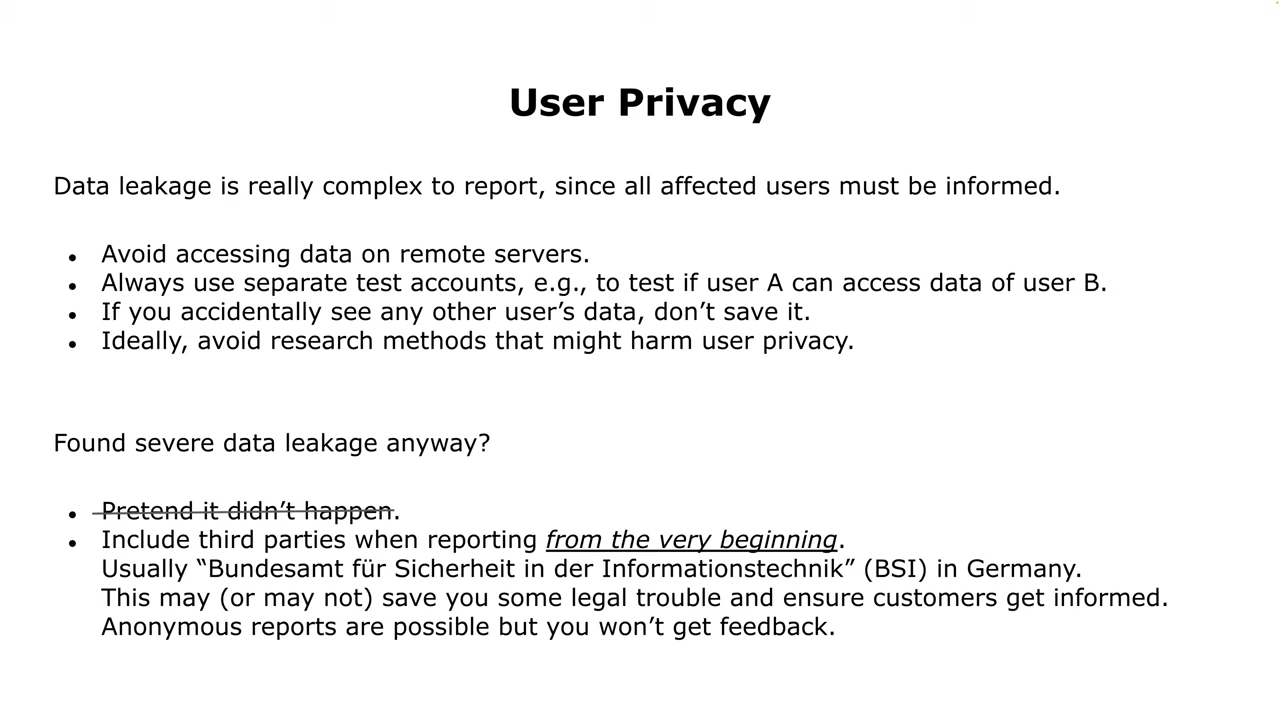 User Privacy
Data leakage is really complex to report, since all affected users must be informed.
• Avoid accessing data on remote servers.
• Always use separate test accounts, e.g., to test if user A can access data of user B.
• If you accidentally see any other user’s data, don’t save it.
• Ideally, avoid research methods that might harm user privacy.
Found severe data leakage anyway?
• Pretend it didn’t happen.
• Include third parties when reporting from the very beginning.
Usually “Bundesamt für Sicherheit in der Informationstechnik” (BSI) in Germany.
This may (or may not) save you some legal trouble and ensure customers get informed.
Anonymous reports are possible but you won’t get feedback.